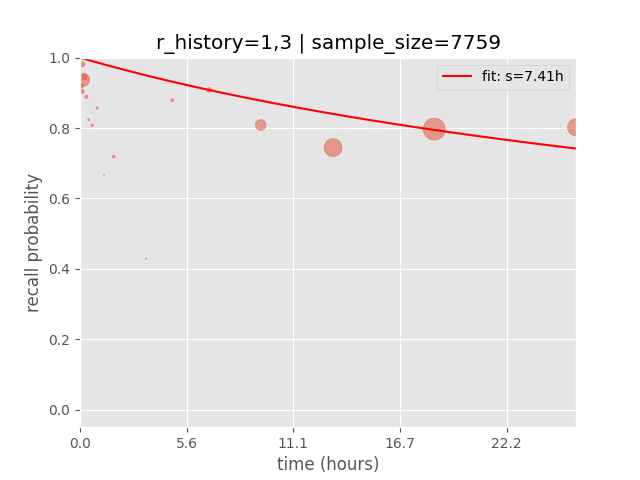 r_history=1,3 | sample_size=7759
fit: s=7.41h
1.0
0.8
0.6
0.4
0.2
0.0
recall probability
0.0 5.6 11.1 16.7 22.2
time (hours)